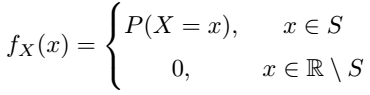 f_X(x) = { P(X = x), x ∈ S
0, x ∈ ℝ \ S